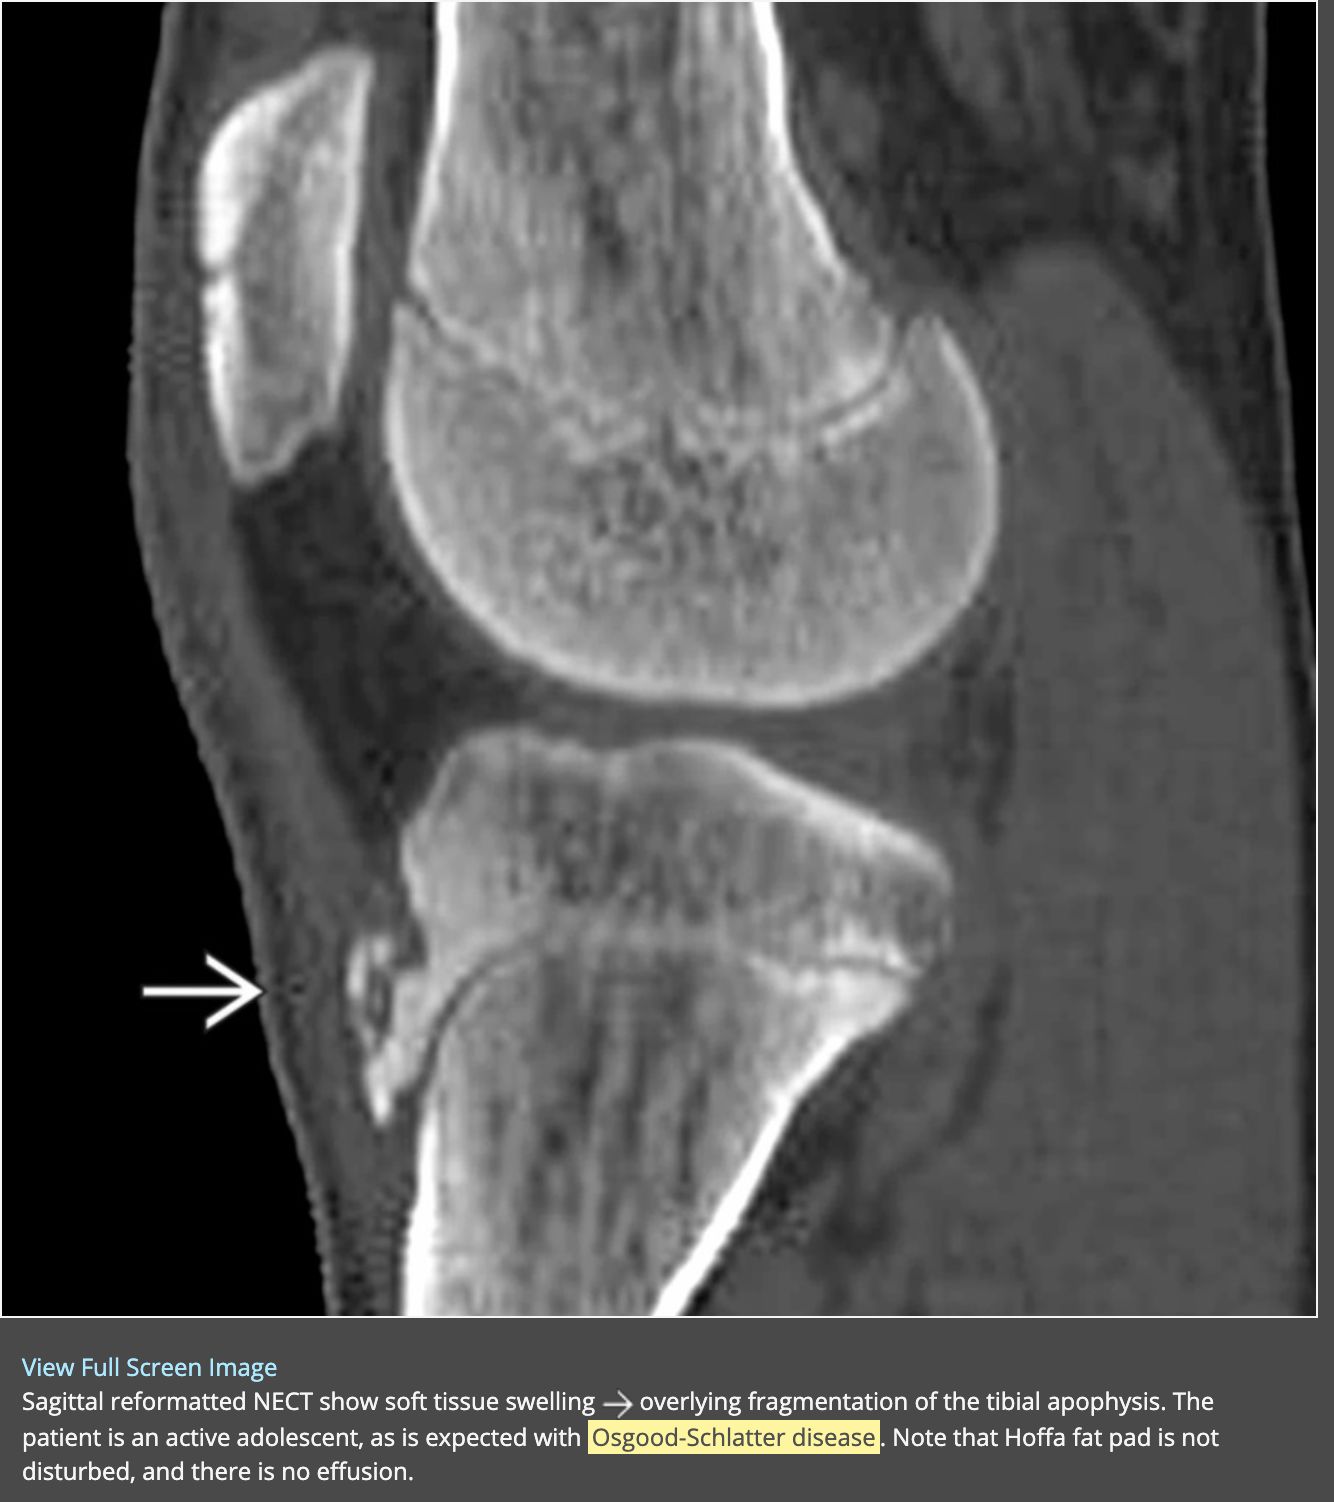 View Full Screen Image
Sagittal reformatted NECT show soft tissue swelling → overlying fragmentation of the tibial apophysis. The
patient is an active adolescent, as is expected with Osgood-Schlatter disease. Note that Hoffa fat pad is not
disturbed, and there is no effusion.